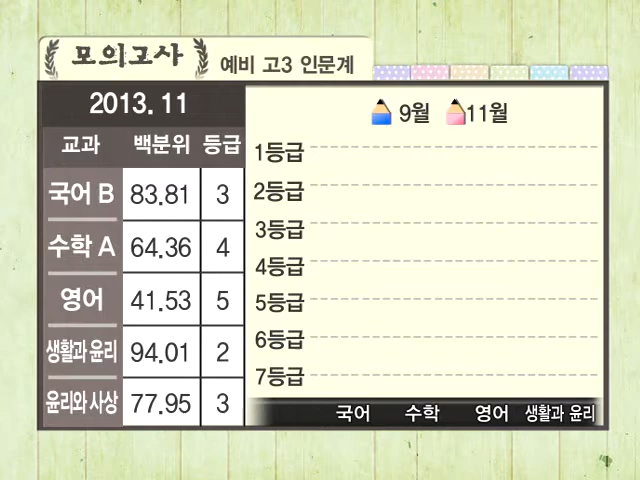 모의고사 예비 고3 인문계
2013. 11
교과 백분위 등급
국어 B 83.81 3
수학 A 64.36 4
영어 41.53 5
생활과 윤리 94.01 2
윤리와 사상 77.95 3
9월 11월
1등급
2등급
3등급
4등급
5등급
6등급
7등급
국어 수학 영어 생활과 윤리